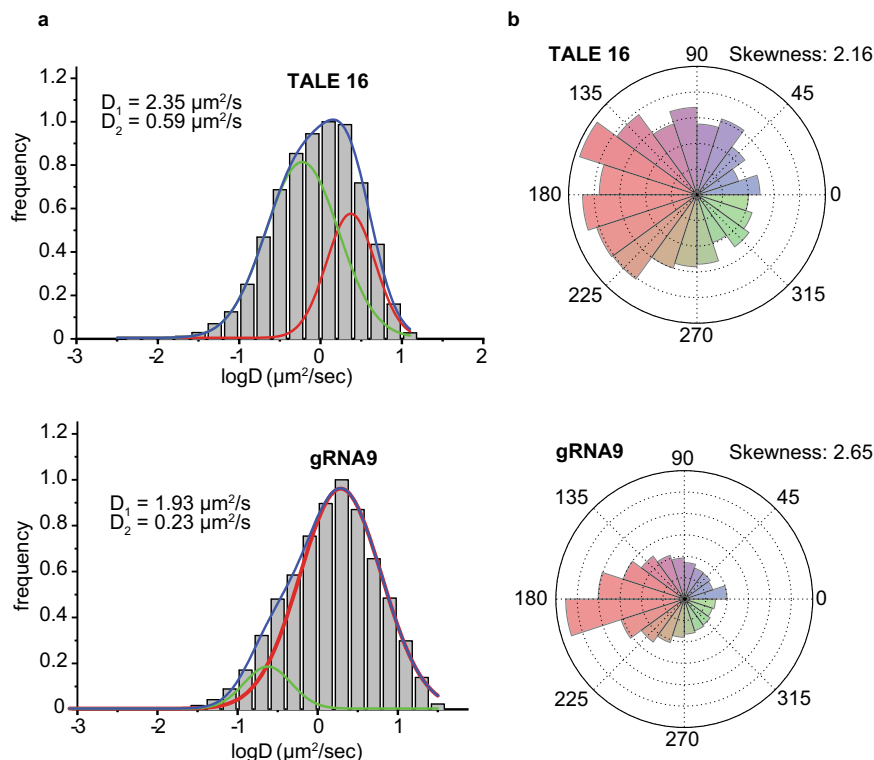 a
TALE 16
D₁ = 2.35 µm²/s
D₂ = 0.59 µm²/s
frequency
1.2
1.0
0.8
0.6
0.4
0.2
0
-3
-2
-1
0
1
2
logD (µm²/sec)
b
TALE 16
Skewness: 2.16
90
135
45
180
0
225
315
270
gRNA9
D₁ = 1.93 µm²/s
D₂ = 0.23 µm²/s
frequency
1.2
1.0
0.8
0.6
0.4
0.2
0
-3
-2
-1
0
1
logD (µm²/sec)
gRNA9
Skewness: 2.65
90
135
45
180
0
225
315
270